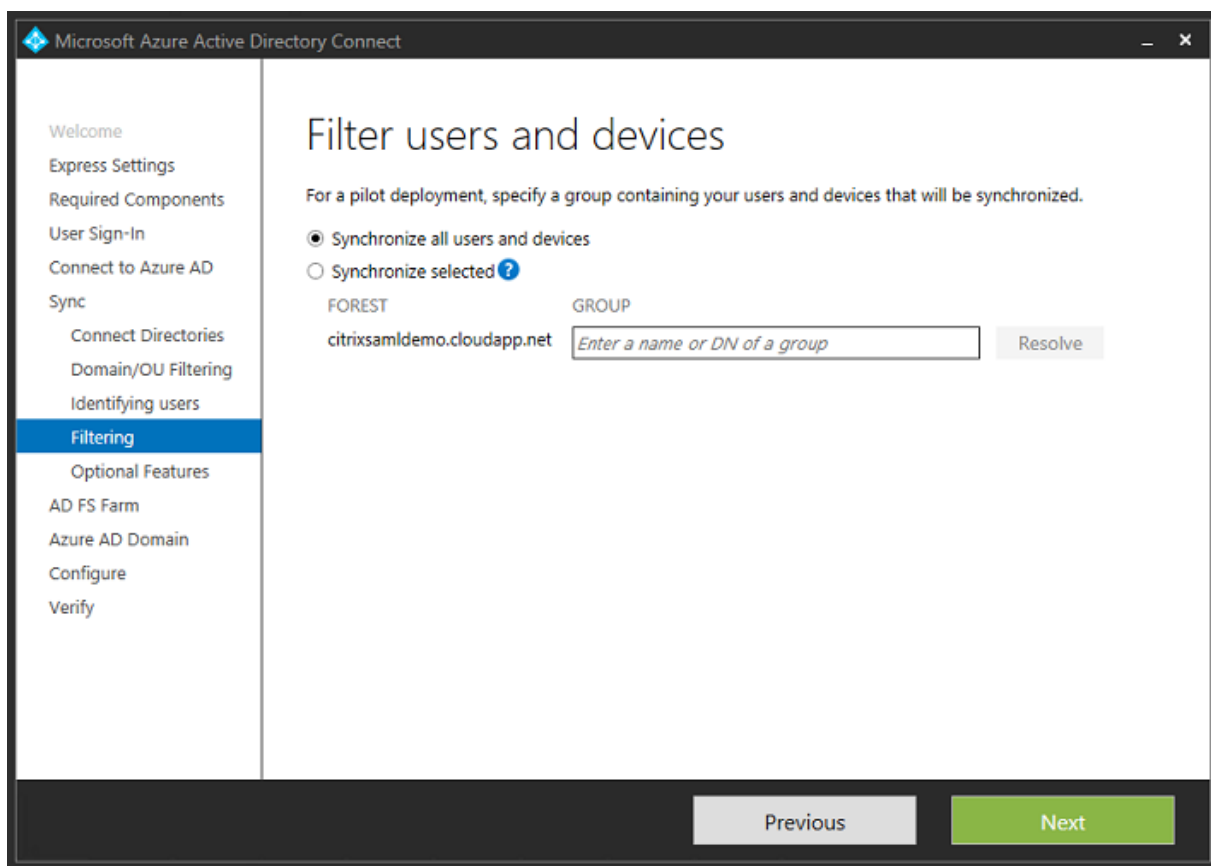 Microsoft Azure Active Directory Connect
Welcome
Express Settings
Required Components
User Sign-In
Connect to Azure AD
Sync
Connect Directories
Domain/OU Filtering
Identifying users
Filtering
Optional Features
AD FS Farm
Azure AD Domain
Configure
Verify
Filter users and devices
For a pilot deployment, specify a group containing your users and devices that will be synchronized.
Synchronize all users and devices
Synchronize selected ?
FOREST GROUP
citrixsamldemo.cloudapp.net Enter a name or DN of a group Resolve
Previous Next